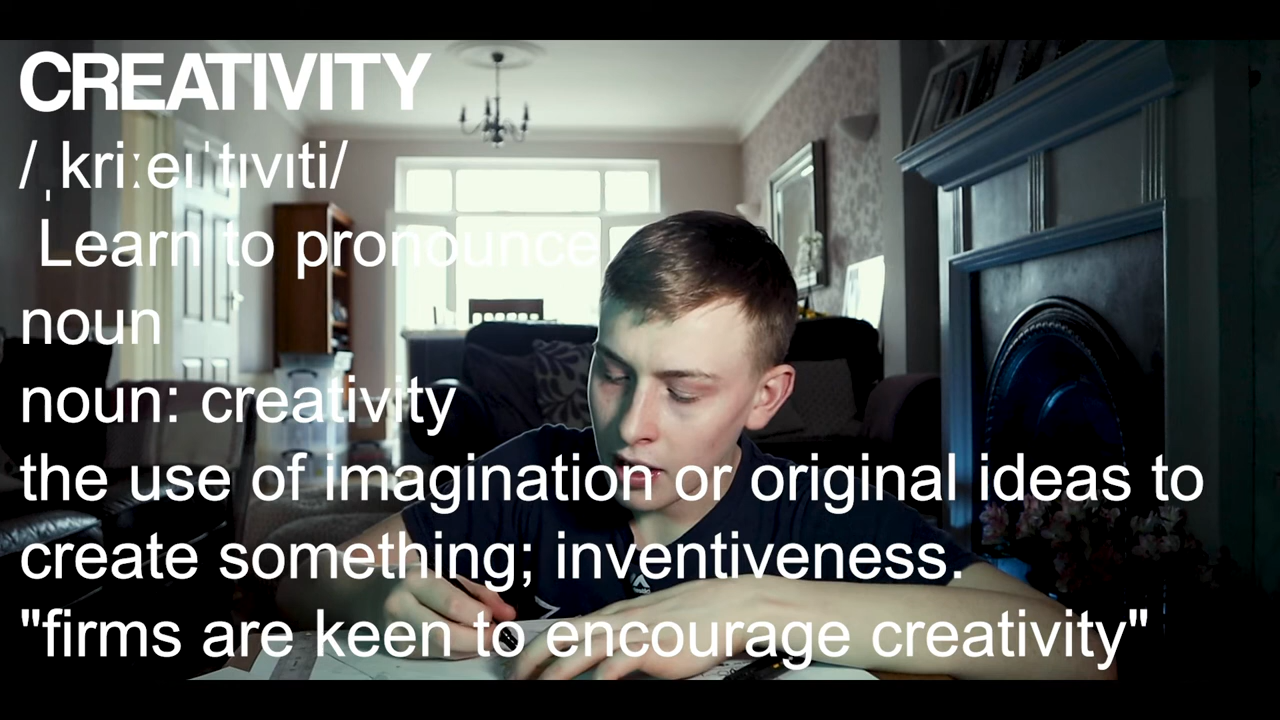 CREATIVITY
/ˌkriːeɪˈtɪvɪti/
Learn to pronounce
noun
noun: creativity
the use of imagination or original ideas to
create something; inventiveness.
"firms are keen to encourage creativity"